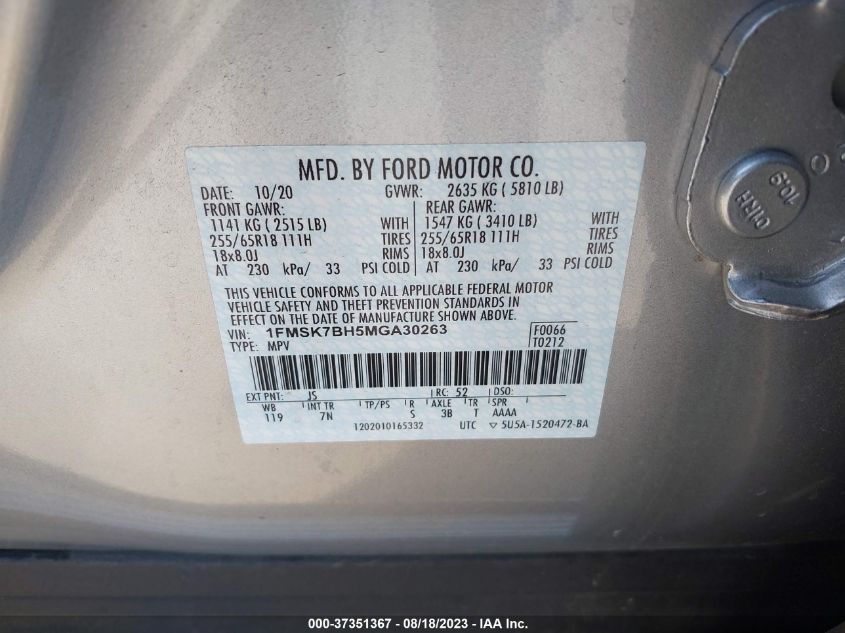 MFD. BY FORD MOTOR CO.
DATE: 10/20 GVWR: 2635 KG ( 5810 LB)
FRONT GAWR: REAR GAWR:
1141 KG ( 2515 LB) WITH 1547 KG ( 3410 LB) WITH
255/65R18 111H TIRES 255/65R18 111H TIRES
18x8.0J RIMS 18x8.0J RIMS
AT 230 kPa/ 33 PSI COLD AT 230 kPa/ 33 PSI COLD
THIS VEHICLE CONFORMS TO ALL APPLICABLE FEDERAL MOTOR
VEHICLE SAFETY AND THEFT PREVENTION STANDARDS IN
EFFECT ON THE DATE OF MANUFACTURE SHOWN ABOVE.
VIN: 1FMSK7BH5MGA30263 F0066
TYPE: MPV T0212
EXT PNT: JS RC: 52 DSO:
WB INT TR TP/PS R AXLE TR SPR
119 7N S 3B T AAAA
1202010165332 UTC ▽ 5U5A-1520472-BA
10.9
01RH
000-37351367 - 08/18/2023 - IAA Inc.